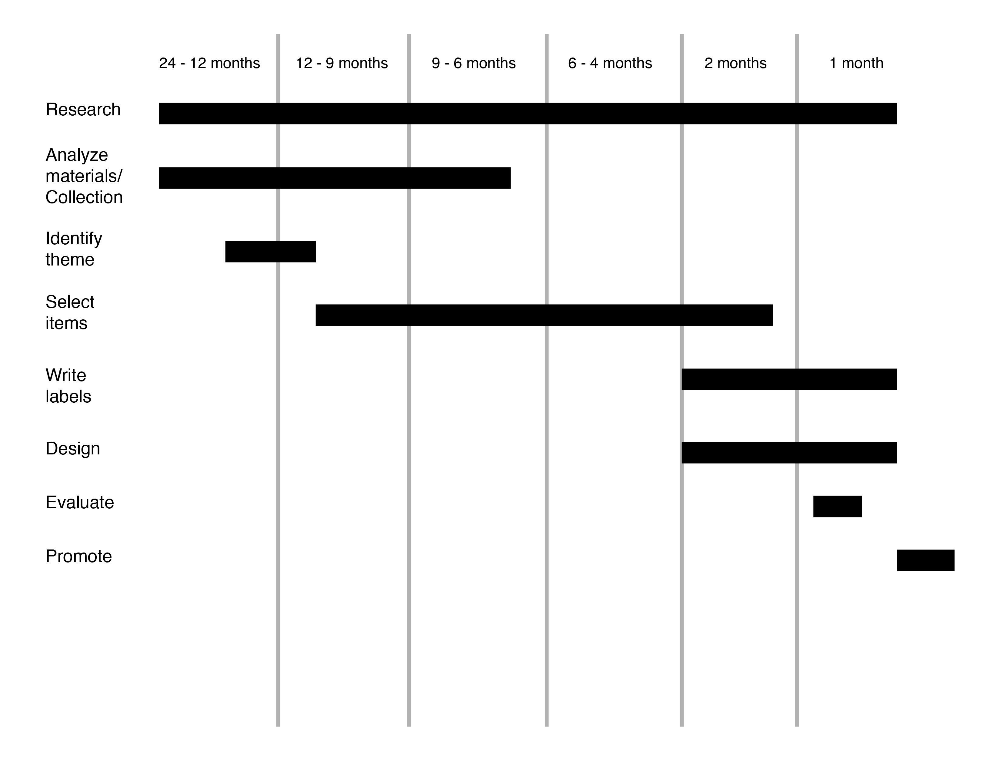 24 - 12 months
12 - 9 months
9 - 6 months
6 - 4 months
2 months
1 month
Research
Analyze
materials/
Collection
Identify
theme
Select
items
Write
labels
Design
Evaluate
Promote